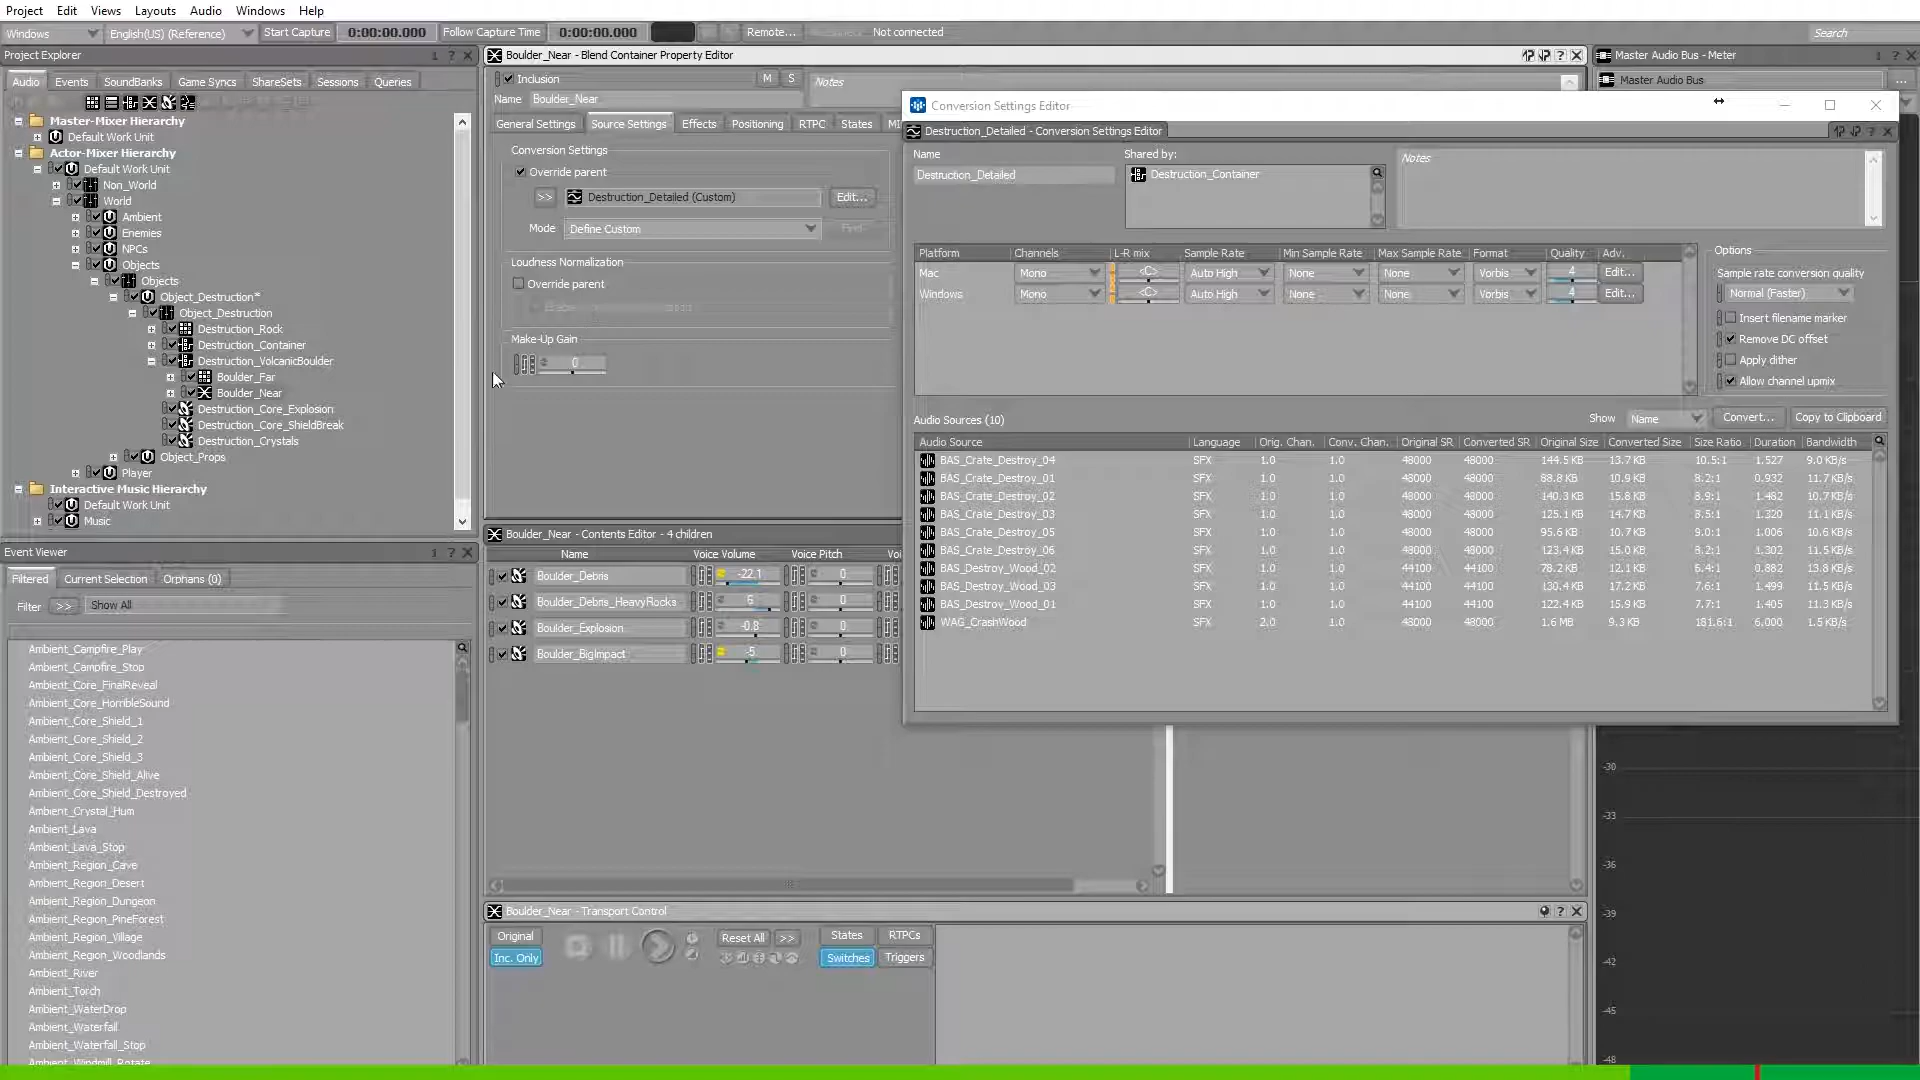 Project Edit Views Layouts Audio Windows Help
Windows English(US) (Reference) Start Capture 0:00:00.000 Follow Capture Time 0:00:00.000 Remote... Not connected Search
Project Explorer
Audio Events SoundBanks Game Syncs ShareSets Sessions Queries
Master-Mixer Hierarchy
Default Work Unit
Actor-Mixer Hierarchy
Default Work Unit
Non_World
World
Ambient
Enemies
NPCs
Objects
Objects
Object_Destruction*
Object_Destruction
Destruction_Rock
Destruction_Container
Destruction_VolcanicBoulder
Boulder_Far
Boulder_Near
Destruction_Core_Explosion
Destruction_Core_ShieldBreak
Destruction_Crystals
Object_Props
Player
Interactive Music Hierarchy
Default Work Unit
Music
Event Viewer
Filtered Current Selection Orphans (0)
Filter >> Show All
Ambient_Campfire_Play
Ambient_Campfire_Stop
Ambient_Core_FinalReveal
Ambient_Core_HorribleSound
Ambient_Core_Shield_1
Ambient_Core_Shield_2
Ambient_Core_Shield_3
Ambient_Core_Shield_Alive
Ambient_Core_Shield_Destroyed
Ambient_Crystal_Hum
Ambient_Lava
Ambient_Lava_Stop
Ambient_Region_Cave
Ambient_Region_Desert
Ambient_Region_Dungeon
Ambient_Region_PineForest
Ambient_Region_Village
Ambient_Region_Woodlands
Ambient_River
Ambient_Torch
Ambient_WaterDrop
Ambient_Waterfall
Ambient_Waterfall_Stop
Ambient_Windmill_Rotate
Boulder_Near - Blend Container Property Editor
Inclusion M S Notes
Name Boulder_Near
General Settings Source Settings Effects Positioning RTPC States MI
Conversion Settings
Override parent
>> Destruction_Detailed (Custom) Edit...
Mode Define Custom
Loudness Normalization
Override parent
Make-Up Gain
0
Boulder_Near - Contents Editor - 4 children
Name Voice Volume Voice Pitch Voi
Boulder_Debris -22.1 0
Boulder_Debris_HeavyRocks 6 0
Boulder_Explosion -0.8 0
Boulder_BigImpact -5 0
Boulder_Near - Transport Control
Original Reset All >> States RTPCs
Inc. Only Switches Triggers
Master Audio Bus - Meter
Master Audio Bus ...
Conversion Settings Editor
Destruction_Detailed - Conversion Settings Editor
Name Shared by: Notes
Destruction_Detailed Destruction_Container
Platform Channels L-R mix Sample Rate Min Sample Rate Max Sample Rate Format Quality Adv.
Mac Mono <C> Auto High None None Vorbis 4 Edit...
Windows Mono <C> Auto High None None Vorbis 4 Edit...
Options
Sample rate conversion quality
Normal (Faster)
Insert filename marker
Remove DC offset
Apply dither
Allow channel upmix
Audio Sources (10) Show Name Convert... Copy to Clipboard
Audio Source Language Orig. Chan. Conv. Chan. Original SR Converted SR Original Size Converted Size Size Ratio Duration Bandwidth
BAS_Crate_Destroy_04 SFX 1.0 1.0 48000 48000 144.5 KB 13.7 KB 10.5:1 1.527 9.0 KB/s
BAS_Crate_Destroy_01 SFX 1.0 1.0 48000 48000 88.8 KB 10.9 KB 8.2:1 0.932 11.7 KB/s
BAS_Crate_Destroy_02 SFX 1.0 1.0 48000 48000 140.3 KB 15.8 KB 8.9:1 1.482 10.7 KB/s
BAS_Crate_Destroy_03 SFX 1.0 1.0 48000 48000 125.1 KB 14.7 KB 8.5:1 1.320 11.1 KB/s
BAS_Crate_Destroy_05 SFX 1.0 1.0 48000 48000 95.6 KB 10.7 KB 9.0:1 1.006 10.6 KB/s
BAS_Crate_Destroy_06 SFX 1.0 1.0 48000 48000 123.4 KB 15.0 KB 8.2:1 1.302 11.5 KB/s
BAS_Destroy_Wood_02 SFX 1.0 1.0 44100 44100 78.2 KB 12.1 KB 6.4:1 0.882 13.8 KB/s
BAS_Destroy_Wood_03 SFX 1.0 1.0 44100 44100 130.4 KB 17.2 KB 7.6:1 1.499 11.5 KB/s
BAS_Destroy_Wood_01 SFX 1.0 1.0 44100 44100 122.4 KB 15.9 KB 7.7:1 1.405 11.3 KB/s
WAG_CrashWood SFX 2.0 1.0 48000 48000 1.6 MB 9.3 KB 181.6:1 6.000 1.5 KB/s
-30
-33
-36
-39
-42
-45
-48